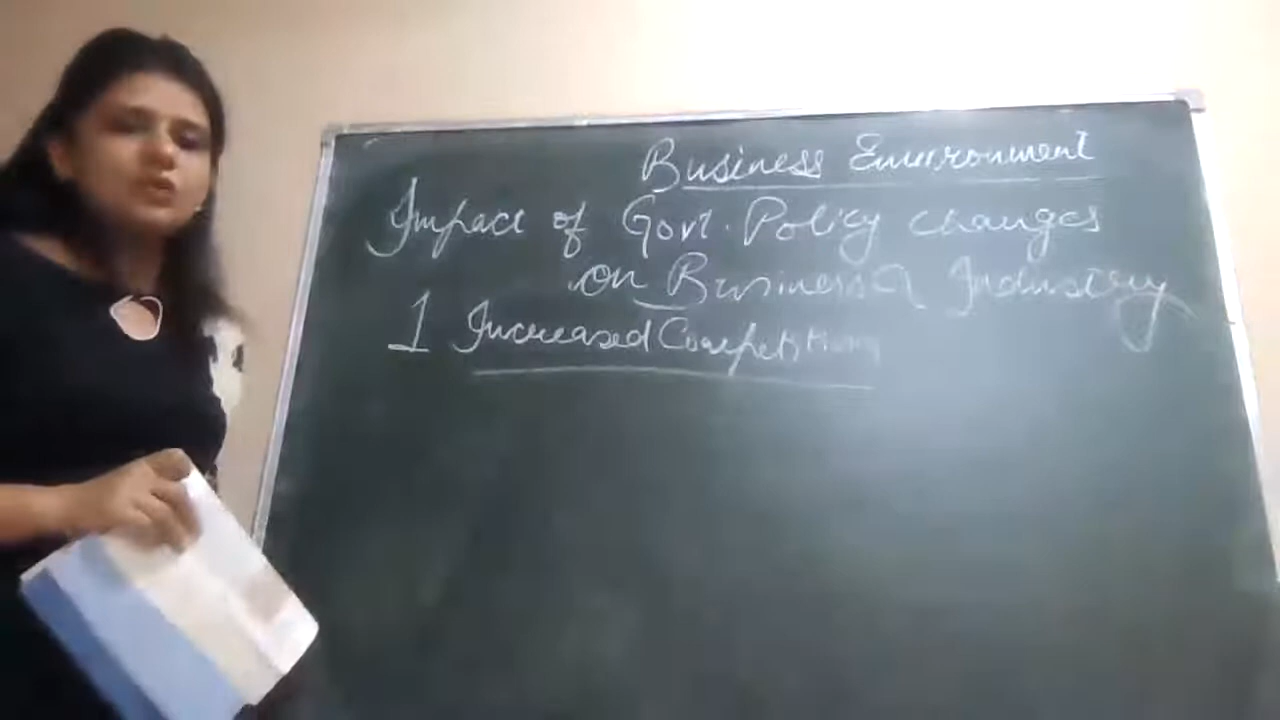 Business Environment
Impact of Govt. Policy changes
on Business & Industry
1 Increased Competition